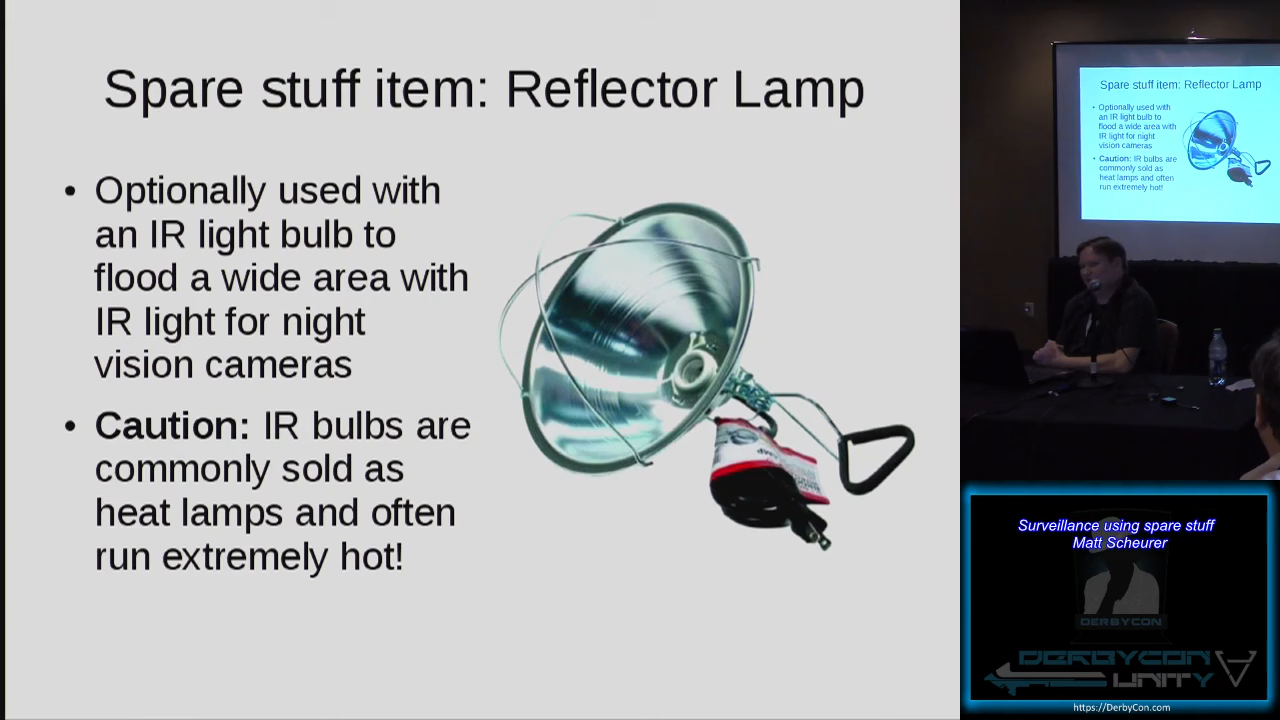 Spare stuff item: Reflector Lamp
• Optionally used with
an IR light bulb to
flood a wide area with
IR light for night
vision cameras
• Caution: IR bulbs are
commonly sold as
heat lamps and often
run extremely hot!
Spare stuff item: Reflector Lamp
• Optionally used with
an IR light bulb to
flood a wide area with
IR light for night
vision cameras
• Caution: IR bulbs are
commonly sold as
heat lamps and often
run extremely hot!
Surveillance using spare stuff
Matt Scheurer
DERBYCON
DERBYCON
UNITY
https://DerbyCon.com